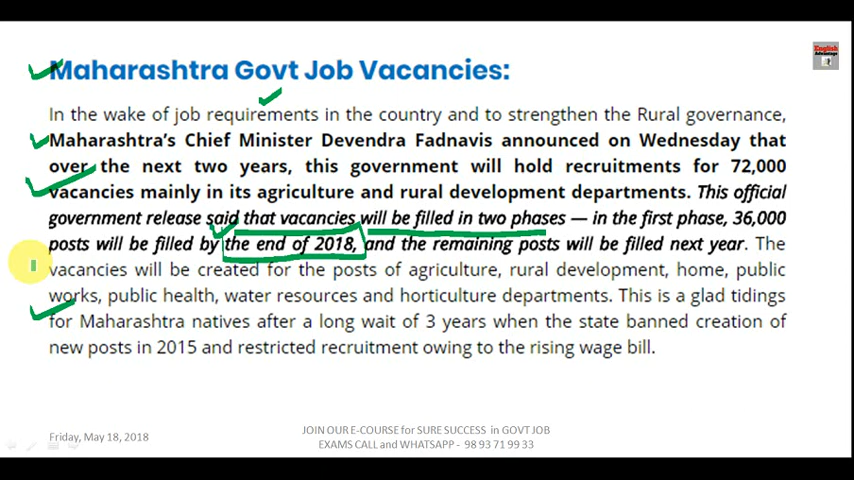 English
Advantage
Maharashtra Govt Job Vacancies:
In the wake of job requirements in the country and to strengthen the Rural governance,
Maharashtra's Chief Minister Devendra Fadnavis announced on Wednesday that
over the next two years, this government will hold recruitments for 72,000
vacancies mainly in its agriculture and rural development departments. This official
government release said that vacancies will be filled in two phases — in the first phase, 36,000
posts will be filled by the end of 2018, and the remaining posts will be filled next year. The
vacancies will be created for the posts of agriculture, rural development, home, public
works, public health, water resources and horticulture departments. This is a glad tidings
for Maharashtra natives after a long wait of 3 years when the state banned creation of
new posts in 2015 and restricted recruitment owing to the rising wage bill.
Friday, May 18, 2018
JOIN OUR E-COURSE for SURE SUCCESS in GOVT JOB
EXAMS CALL and WHATSAPP - 98 93 71 99 33